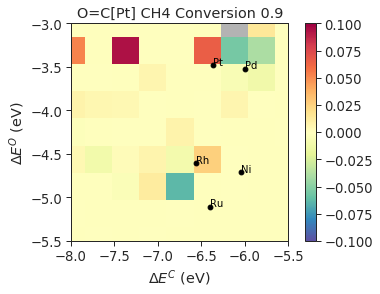 O=C[Pt] CH4 Conversion 0.9
−3.0
−3.5
−4.0
−4.5
−5.0
−5.5
ΔE^O (eV)
Pt
Pd
Rh
Ni
Ru
−8.0 −7.5 −7.0 −6.5 −6.0 −5.5
ΔE^C (eV)
0.100
0.075
0.050
0.025
0.000
−0.025
−0.050
−0.075
−0.100